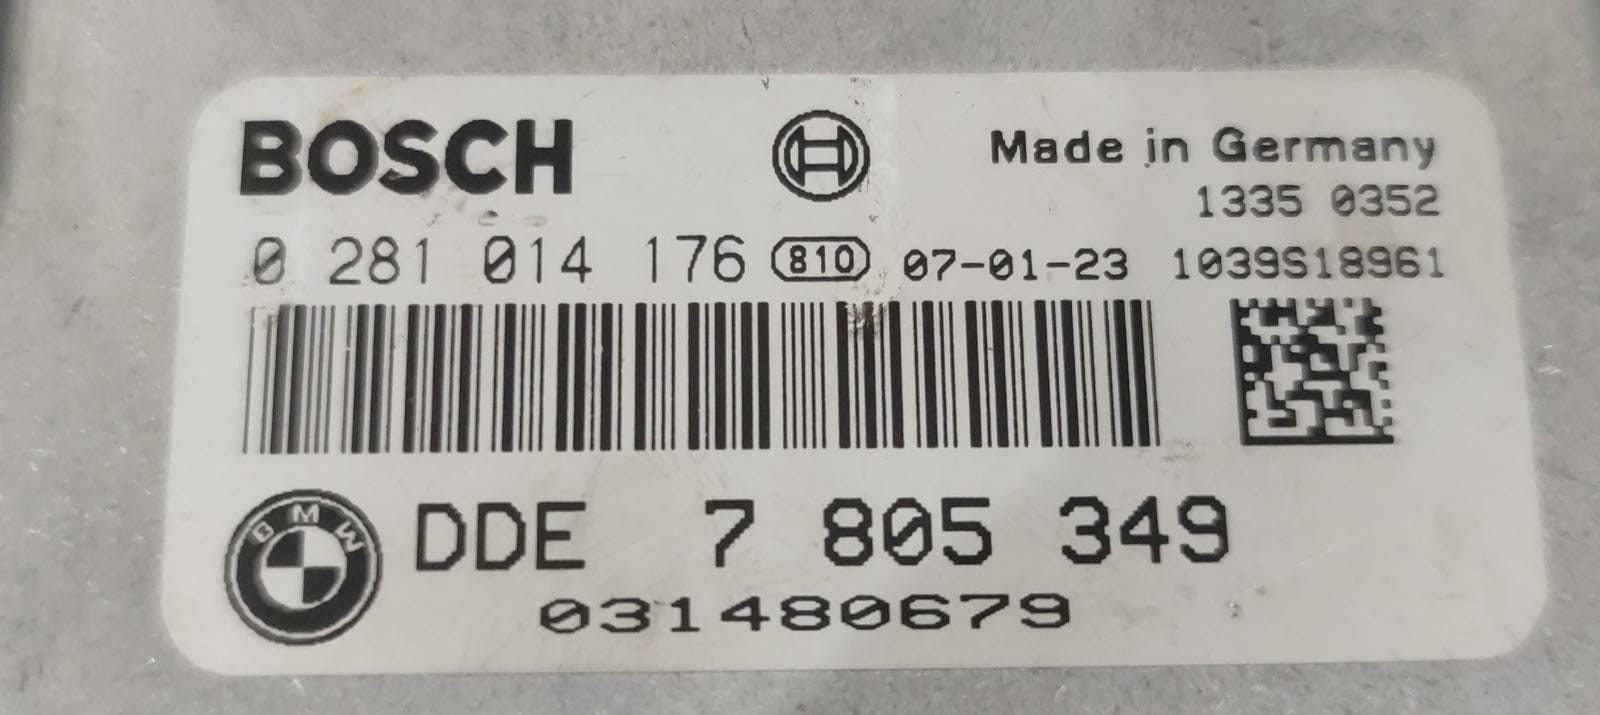 BOSCH
Made in Germany
1335 0352
0 281 014 176 810 07-01-23 1039S18961
BMW
DDE 7 805 349
031480679